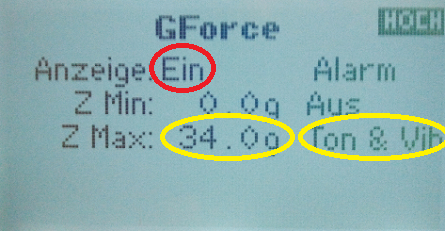 GForce HOCH
Anzeige: Ein Alarm
Z Min: 0.0g Aus
Z Max: 34.0g Ton & Vib